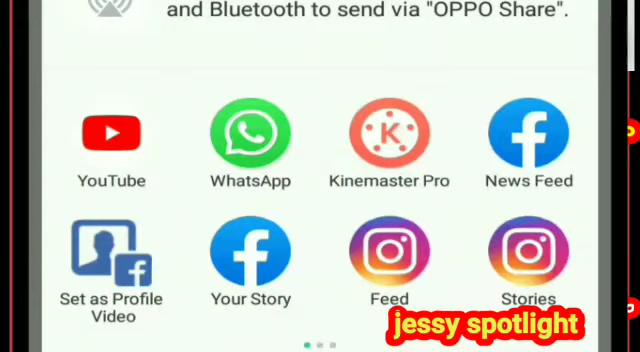 and Bluetooth to send via "OPPO Share".
YouTube
WhatsApp
K
Kinemaster Pro
News Feed
Set as Profile
Video
Your Story
Feed
Stories
jessy spotlight